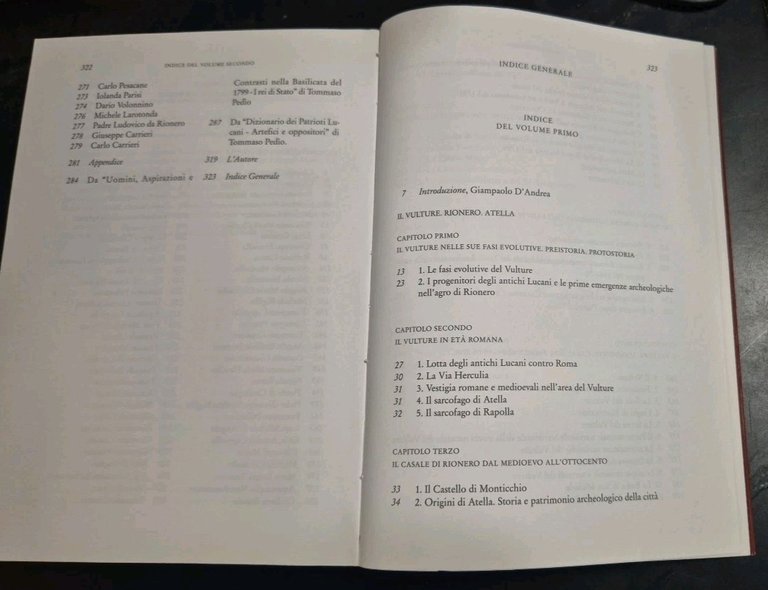 322 INDICE DEL VOLUME SECONDO
271 Carlo Pesacane
273 Iolanda Parisi
274 Dario Volonnino
276 Michele Larotonda
277 Padre Ludovico da Rionero
278 Giuseppe Carrieri
279 Carlo Carrieri
281 Appendice
284 Da "Uomini, Aspirazioni e
Contrasti nella Basilicata del
1799 - I rei di Stato" di Tommaso
Pedio
287 Da "Dizionario dei Patrioti Lu-
cani - Artefici e oppositori" di
Tommaso Pedio.
319 L'Autore
323 Indice Generale
INDICE GENERALE 323
INDICE
DEL VOLUME PRIMO
7 Introduzione, Giampaolo D'Andrea
IL VULTURE. RIONERO. ATELLA
CAPITOLO PRIMO
IL VULTURE NELLE SUE FASI EVOLUTIVE. PREISTORIA. PROTOSTORIA
13 1. Le fasi evolutive del Vulture
23 2. I progenitori degli antichi Lucani e le prime emergenze archeologiche
nell'agro di Rionero
CAPITOLO SECONDO
IL VULTURE IN ETÀ ROMANA
27 1. Lotta degli antichi Lucani contro Roma
30 2. La Via Herculia
31 3. Vestigia romane e medioevali nell'area del Vulture
31 4. Il sarcofago di Atella
32 5. Il sarcofago di Rapolla
CAPITOLO TERZO
IL CASALE DI RIONERO DAL MEDIOEVO ALL'OTTOCENTO
33 1. Il Castello di Monticchio
34 2. Origini di Atella. Storia e patrimonio archeologico della città